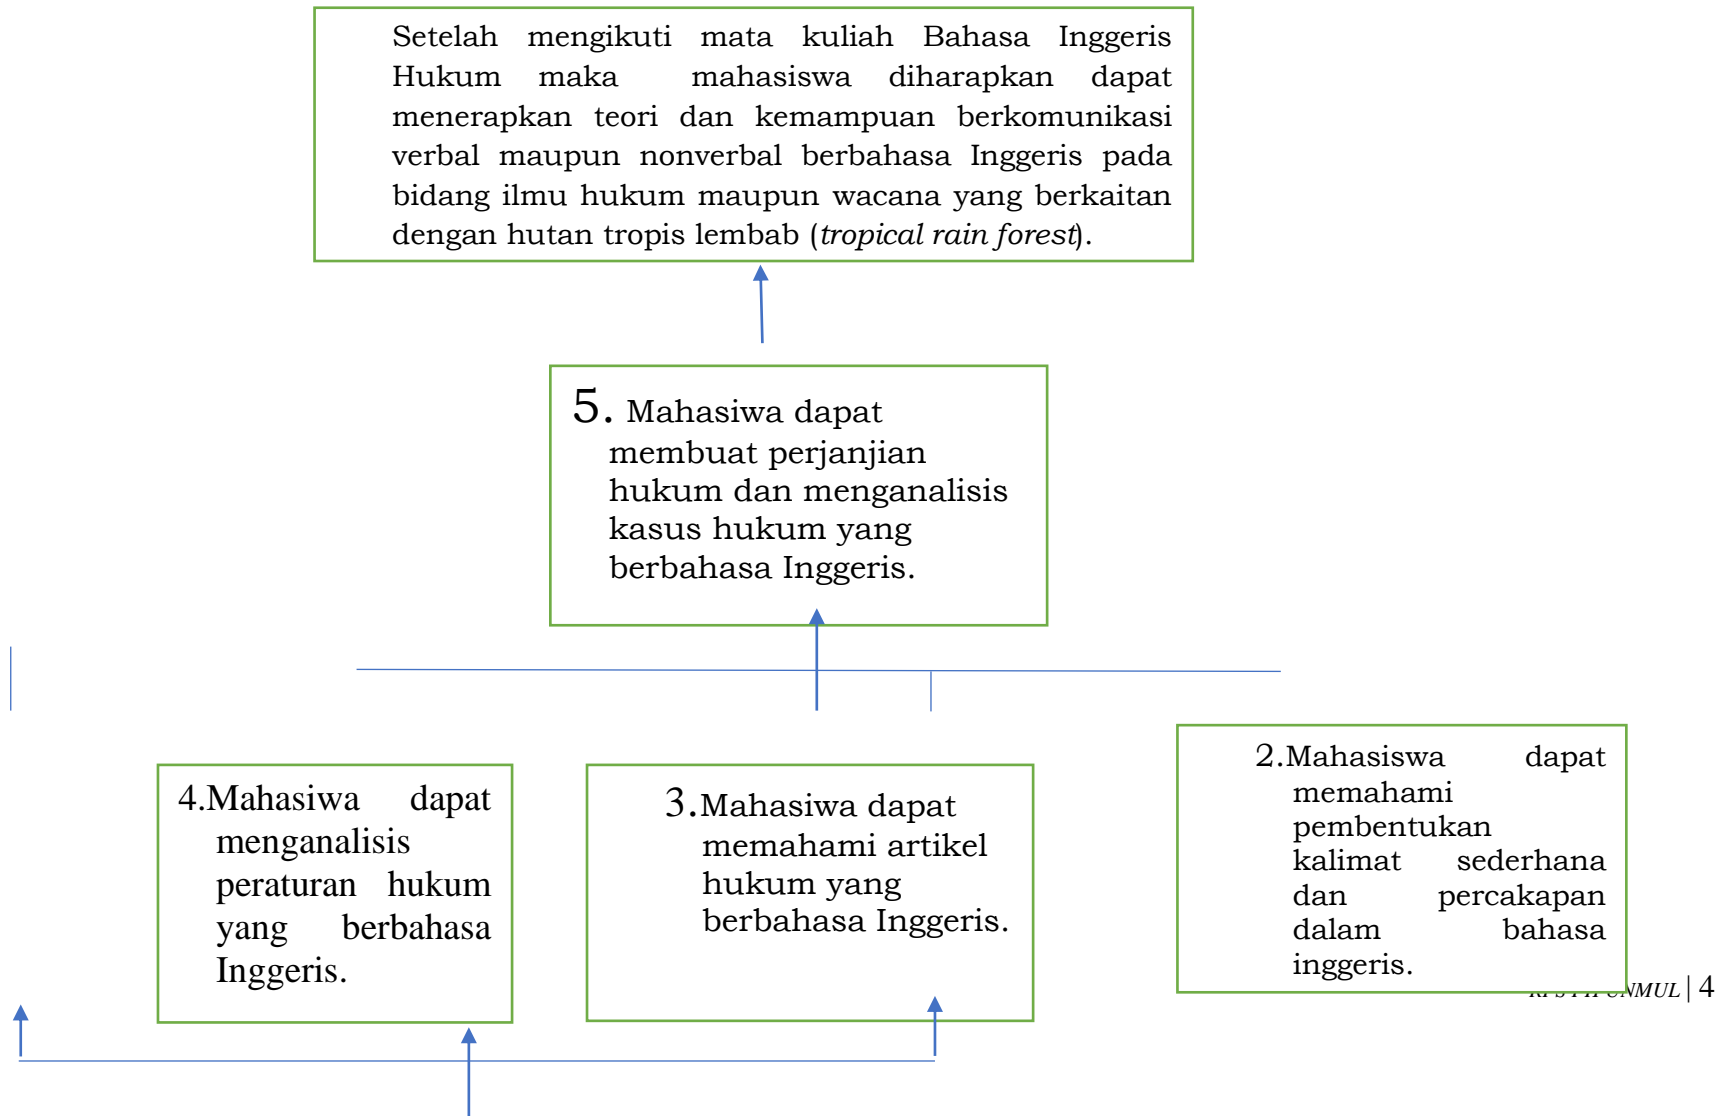 Setelah mengikuti mata kuliah Bahasa Inggeris
Hukum maka mahasiswa diharapkan dapat
menerapkan teori dan kemampuan berkomunikasi
verbal maupun nonverbal berbahasa Inggeris pada
bidang ilmu hukum maupun wacana yang berkaitan
dengan hutan tropis lembab (tropical rain forest).
5. Mahasiwa dapat
membuat perjanjian
hukum dan menganalisis
kasus hukum yang
berbahasa Inggeris.
4.Mahasiwa dapat
menganalisis
peraturan hukum
yang berbahasa
Inggeris.
3.Mahasiwa dapat
memahami artikel
hukum yang
berbahasa Inggeris.
2.Mahasiswa dapat
memahami
pembentukan
kalimat sederhana
dan percakapan
dalam bahasa
inggeris.
UNMUL | 4